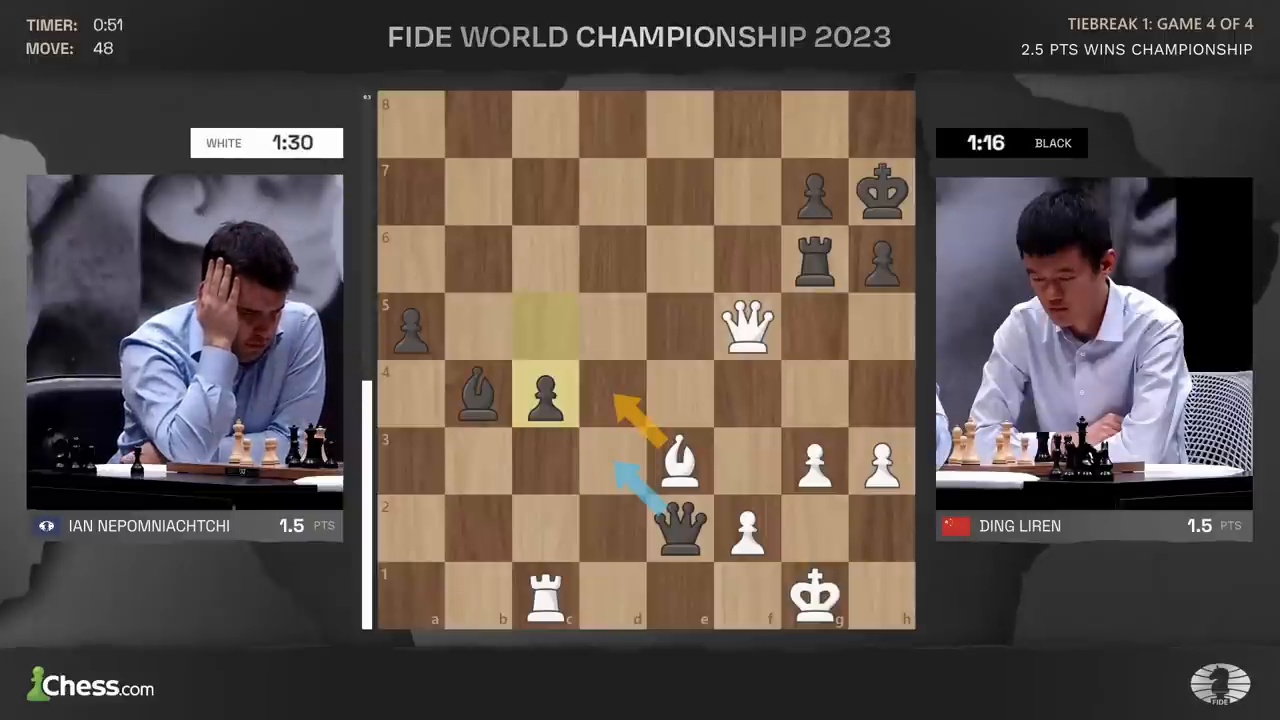 TIMER: 0:51
MOVE: 48
FIDE WORLD CHAMPIONSHIP 2023
TIEBREAK 1: GAME 4 OF 4
2.5 PTS WINS CHAMPIONSHIP
WHITE 1:30
1:16 BLACK
8
7
6
5
4
3
2
1
a b c d e f g h
IAN NEPOMNIACHTCHI 1.5 PTS
DING LIREN 1.5 PTS
Chess.com
FIDE